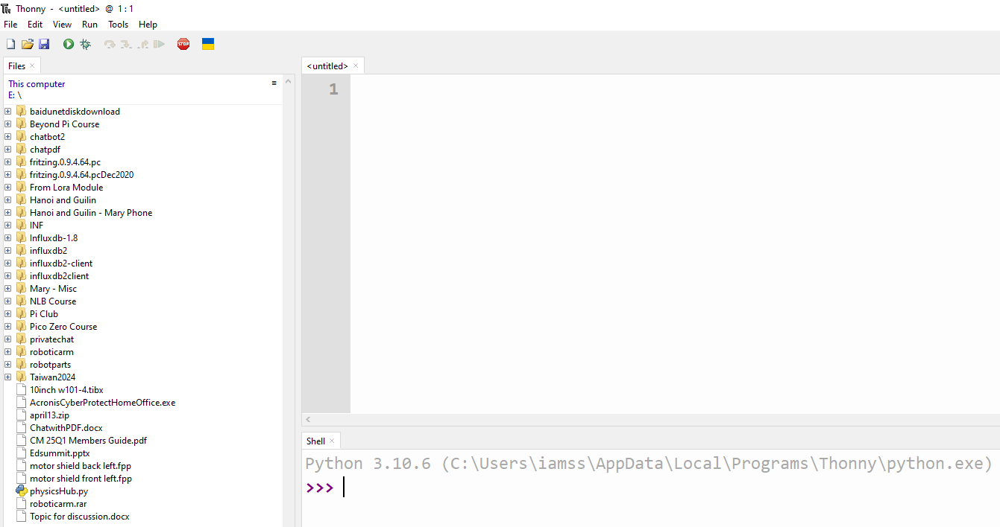 Thonny - <untitled> @ 1 : 1
File Edit View Run Tools Help
STOP
Files
This computer
E: \
baidunetdiskdownload
Beyond Pi Course
chatbot2
chatpdf
fritzing.0.9.4.64.pc
fritzing.0.9.4.64.pcDec2020
From Lora Module
Hanoi and Guilin
Hanoi and Guilin - Mary Phone
INF
Influxdb-1.8
influxdb2
influxdb2-client
influxdb2client
Mary - Misc
NLB Course
Pi Club
Pico Zero Course
privatechat
roboticarm
robotparts
Taiwan2024
10inch w101-4.tibx
AcronisCyberProtectHomeOffice.exe
april13.zip
ChatwithPDF.docx
CM 25Q1 Members Guide.pdf
Edsummit.pptx
motor shield back left.fpp
motor shield front left.fpp
physicsHub.py
roboticarm.rar
Topic for discussion.docx
<untitled>
1
Shell
Python 3.10.6 (C:\Users\iamss\AppData\Local\Programs\Thonny\python.exe)
>>>